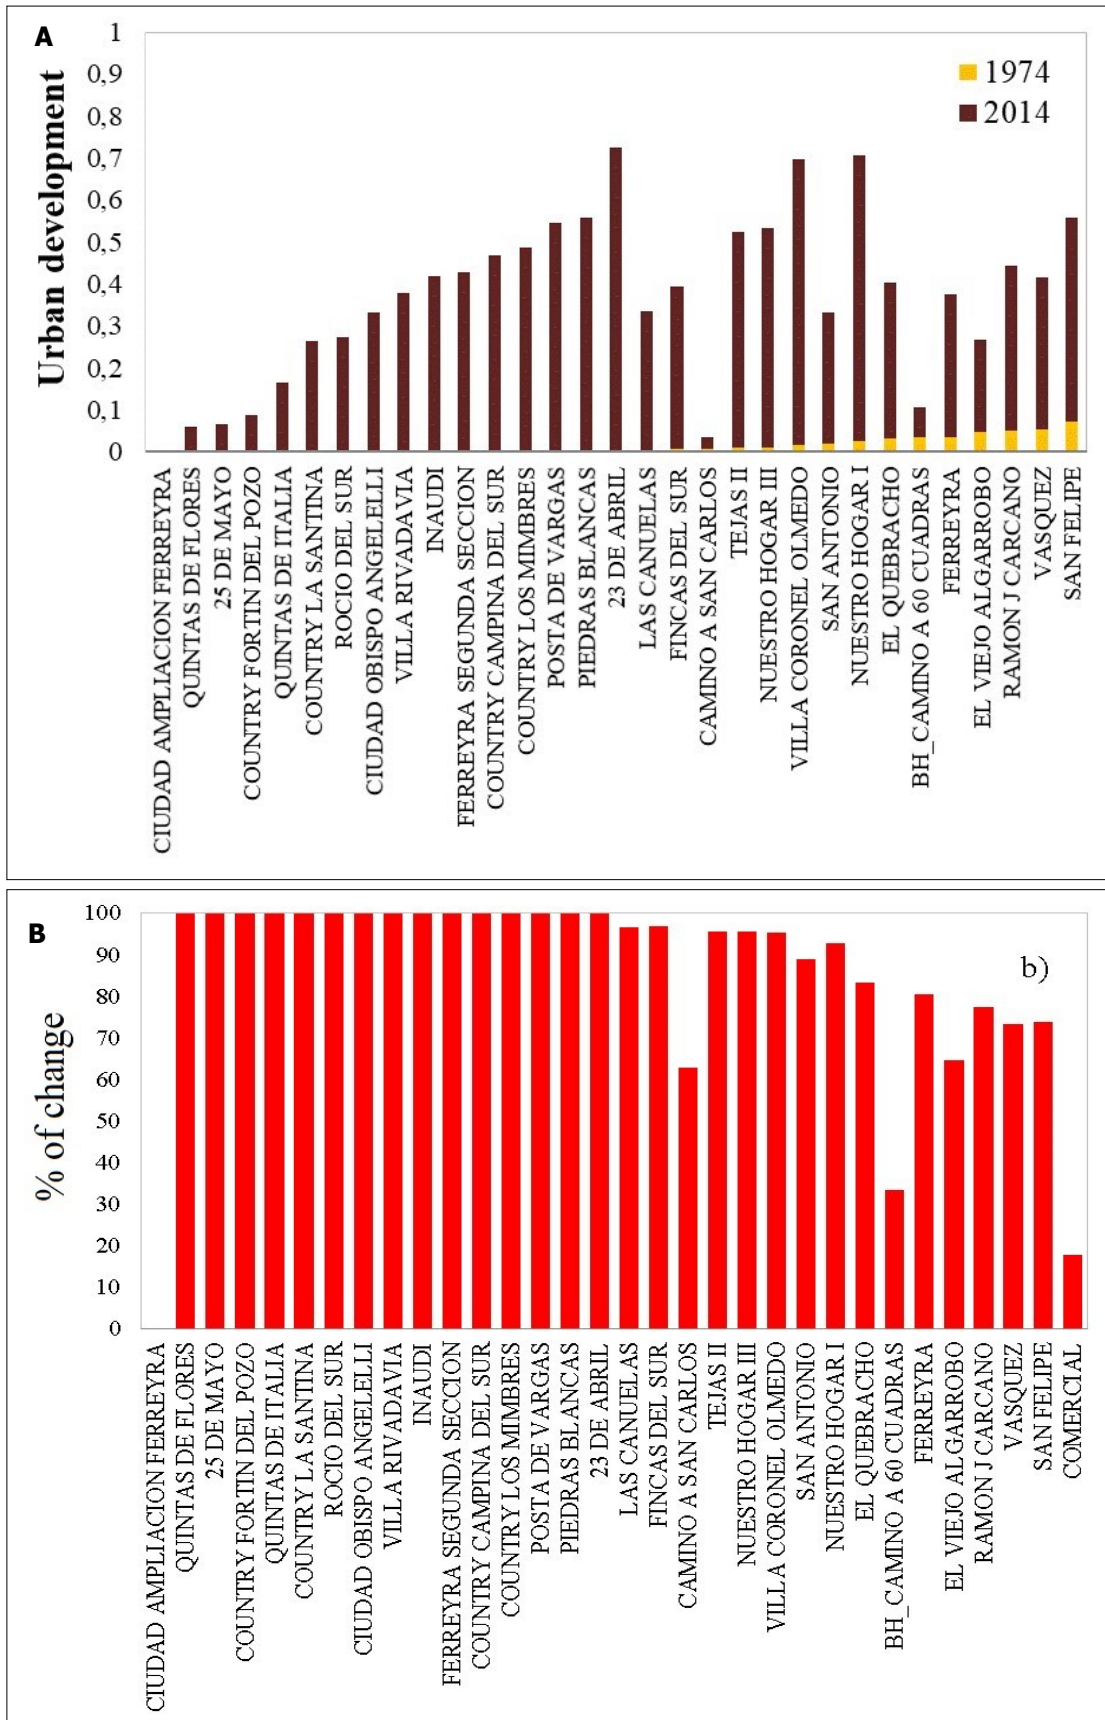 A
Urban development
1
0,9
0,8
0,7
0,6
0,5
0,4
0,3
0,2
0,1
0
1974
2014
CIUDAD AMPLIACION FERREYRA
QUINTAS DE FLORES
25 DE MAYO
COUNTRY FORTIN DEL POZO
QUINTAS DE ITALIA
COUNTRY LA SANTINA
ROCIO DEL SUR
CIUDAD OBISPO ANGELELLI
VILLA RIVADAVIA
INAUDI
FERREYRA SEGUNDA SECCION
COUNTRY CAMPINA DEL SUR
COUNTRY LOS MIMBRES
POSTA DE VARGAS
PIEDRAS BLANCAS
23 DE ABRIL
LAS CANUELAS
FINCAS DEL SUR
CAMINO A SAN CARLOS
TEJAS II
NUESTRO HOGAR III
VILLA CORONEL OLMEDO
SAN ANTONIO
NUESTRO HOGAR I
EL QUEBRACHO
BH_CAMINO A 60 CUADRAS
FERREYRA
EL VIEJO ALGARROBO
RAMON J CARCANO
VASQUEZ
SAN FELIPE
B
% of change
100
90
80
70
60
50
40
30
20
10
0
b)
CIUDAD AMPLIACION FERREYRA
QUINTAS DE FLORES
25 DE MAYO
COUNTRY FORTIN DEL POZO
QUINTAS DE ITALIA
COUNTRY LA SANTINA
ROCIO DEL SUR
CIUDAD OBISPO ANGELELLI
VILLA RIVADAVIA
INAUDI
FERREYRA SEGUNDA SECCION
COUNTRY CAMPINA DEL SUR
COUNTRY LOS MIMBRES
POSTA DE VARGAS
PIEDRAS BLANCAS
23 DE ABRIL
LAS CANUELAS
FINCAS DEL SUR
CAMINO A SAN CARLOS
TEJAS II
NUESTRO HOGAR III
VILLA CORONEL OLMEDO
SAN ANTONIO
NUESTRO HOGAR I
EL QUEBRACHO
BH_CAMINO A 60 CUADRAS
FERREYRA
EL VIEJO ALGARROBO
RAMON J CARCANO
VASQUEZ
SAN FELIPE
COMERCIAL